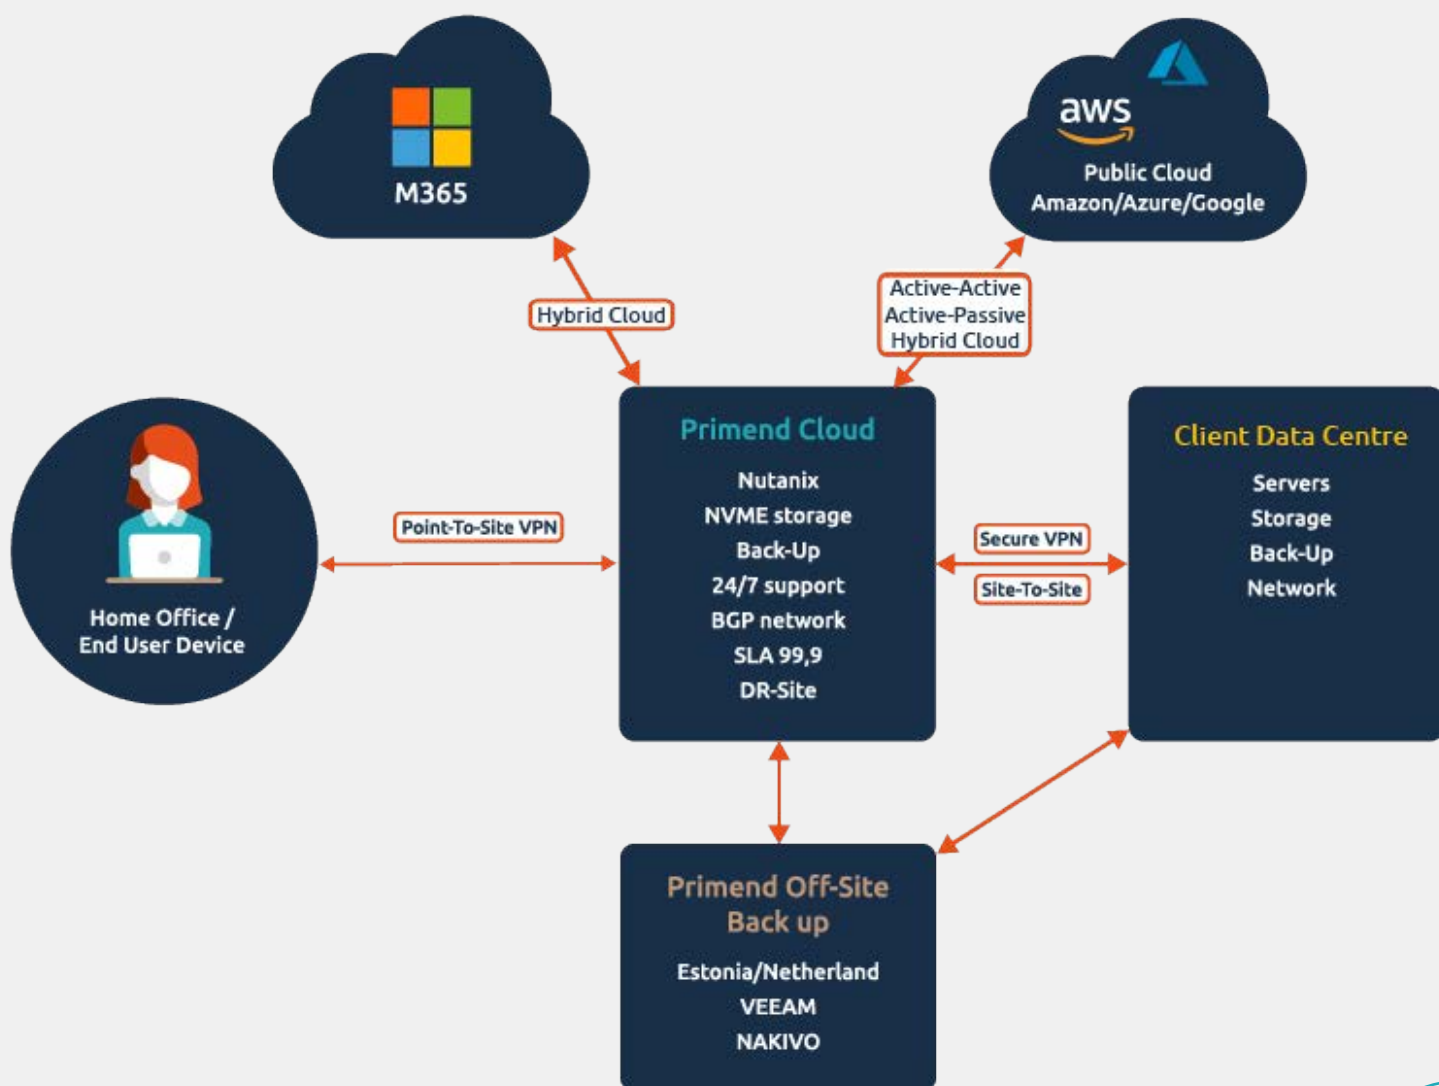 M365
aws
Public Cloud
Amazon/Azure/Google
Hybrid Cloud
Active-Active
Active-Passive
Hybrid Cloud
Home Office /
End User Device
Point-To-Site VPN
Primend Cloud
Nutanix
NVME storage
Back-Up
24/7 support
BGP network
SLA 99,9
DR-Site
Secure VPN
Site-To-Site
Client Data Centre
Servers
Storage
Back-Up
Network
Primend Off-Site
Back up
Estonia/Netherland
VEEAM
NAKIVO